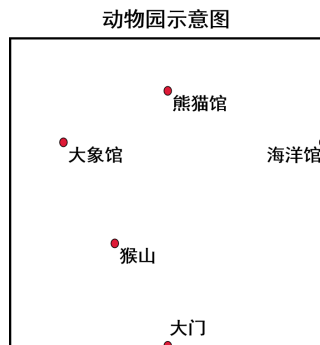 动物园示意图
熊猫馆
大象馆
海洋馆
猴山
大门